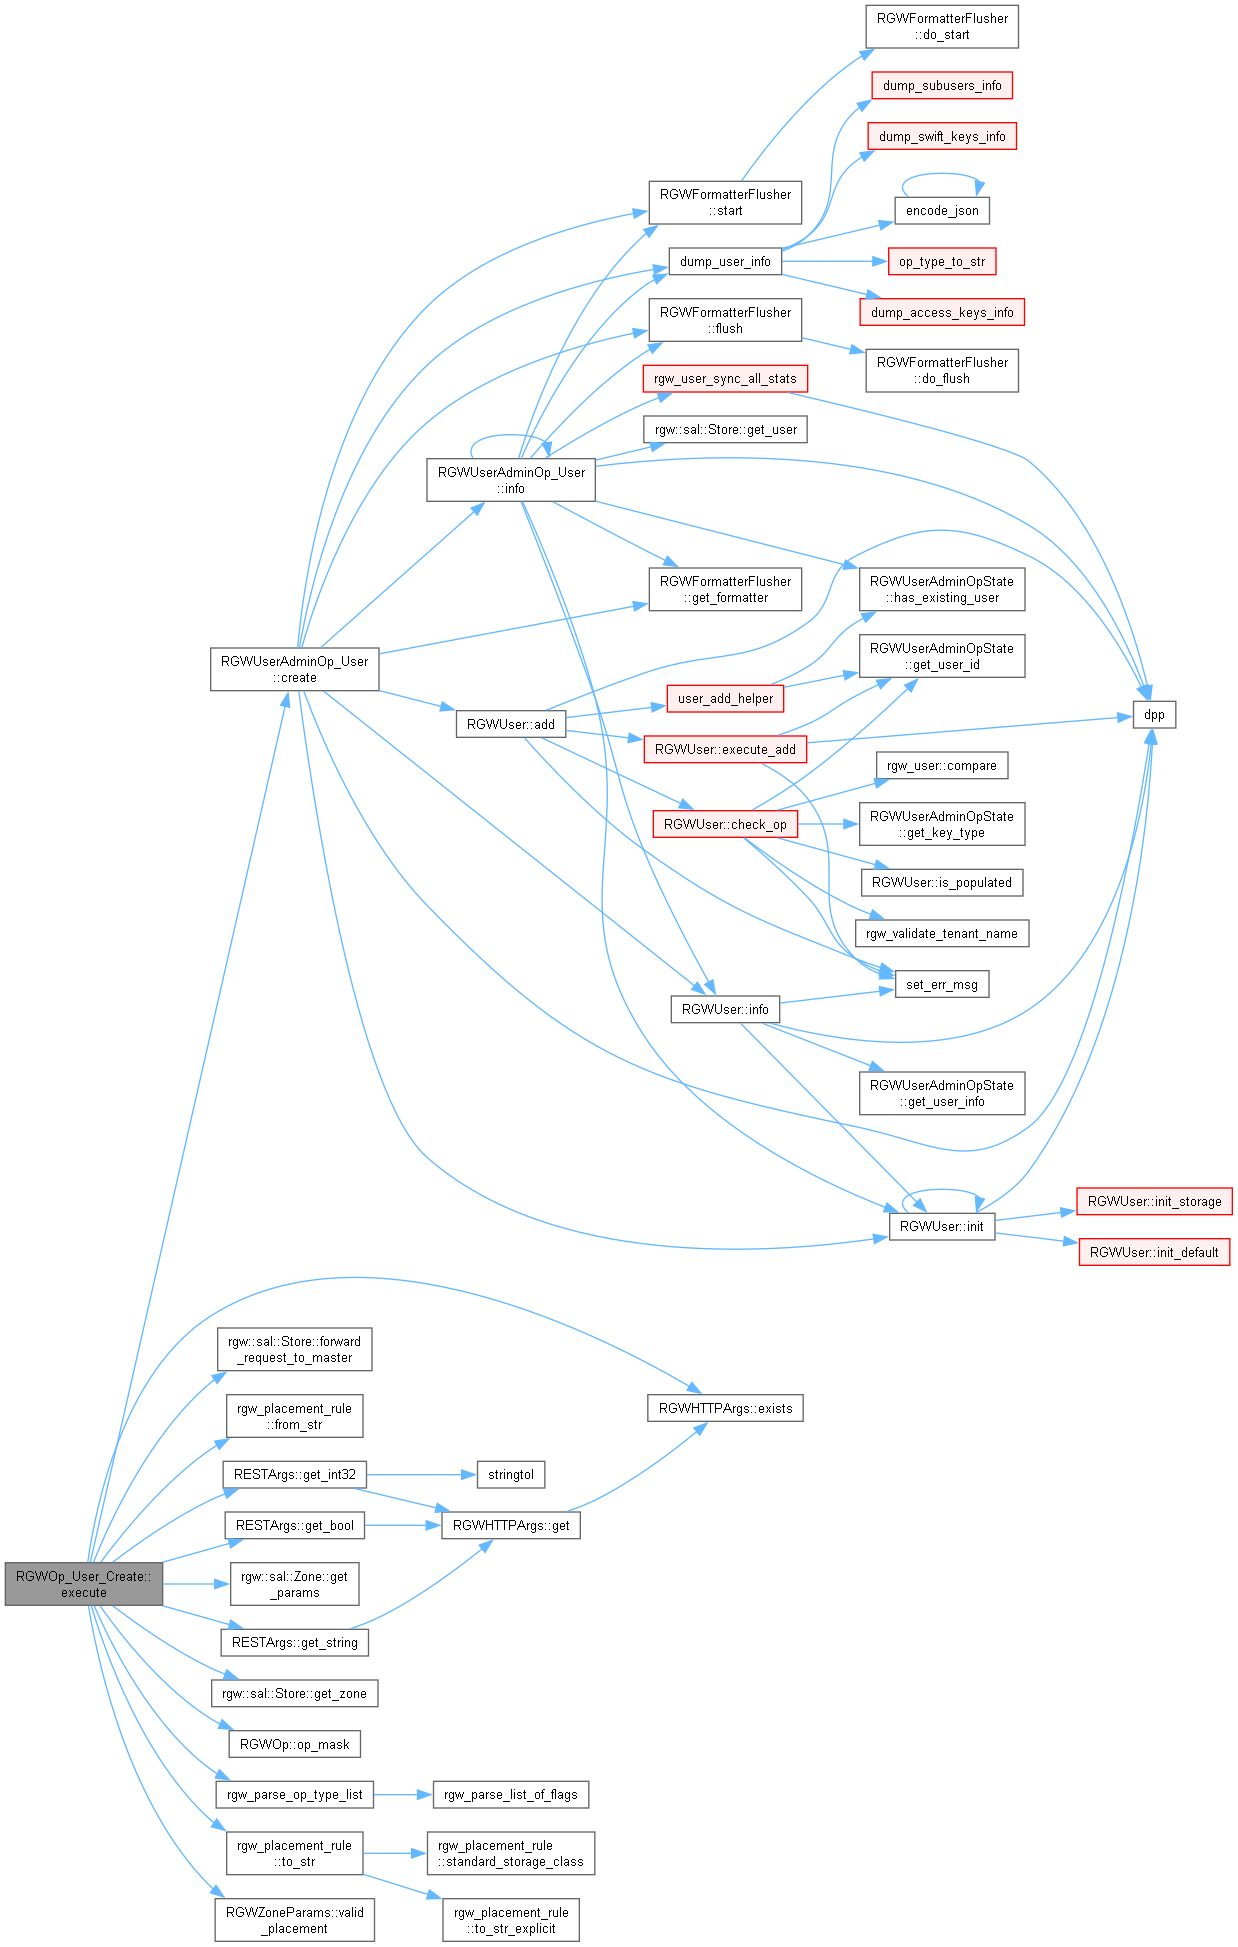 RGWFormatterFlusher
::do_start
dump_subusers_info
dump_swift_keys_info
RGWFormatterFlusher
::start
encode_json
dump_user_info
op_type_to_str
RGWFormatterFlusher
::flush
dump_access_keys_info
RGWFormatterFlusher
::do_flush
rgw_user_sync_all_stats
rgw::sal::Store::get_user
RGWUserAdminOp_User
::info
RGWFormatterFlusher
::get_formatter
RGWUserAdminOpState
::has_existing_user
RGWUserAdminOp_User
::create
RGWUserAdminOpState
::get_user_id
user_add_helper
RGWUser::add
dpp
RGWUser::execute_add
rgw_user::compare
RGWUser::check_op
RGWUserAdminOpState
::get_key_type
RGWUser::is_populated
rgw_validate_tenant_name
set_err_msg
RGWUser::info
RGWUserAdminOpState
::get_user_info
RGWUser::init_storage
RGWUser::init
RGWUser::init_default
rgw::sal::Store::forward
_request_to_master
RGWHTTPArgs::exists
rgw_placement_rule
::from_str
RESTArgs::get_int32
stringtol
RESTArgs::get_bool
RGWHTTPArgs::get
RGWOp_User_Create::
execute
rgw::sal::Zone::get
_params
RESTArgs::get_string
rgw::sal::Store::get_zone
RGWOp::op_mask
rgw_parse_op_type_list
rgw_parse_list_of_flags
rgw_placement_rule
::to_str
rgw_placement_rule
::standard_storage_class
RGWZoneParams::valid
_placement
rgw_placement_rule
::to_str_explicit